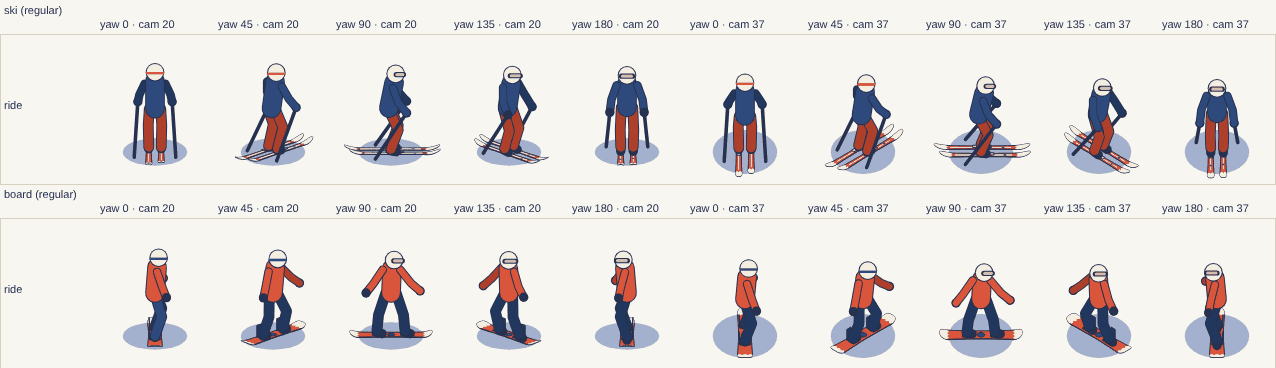 ski (regular)
yaw 0 · cam 20 yaw 45 · cam 20 yaw 90 · cam 20 yaw 135 · cam 20 yaw 180 · cam 20 yaw 0 · cam 37 yaw 45 · cam 37 yaw 90 · cam 37 yaw 135 · cam 37 yaw 180 · cam 37
ride
board (regular)
yaw 0 · cam 20 yaw 45 · cam 20 yaw 90 · cam 20 yaw 135 · cam 20 yaw 180 · cam 20 yaw 0 · cam 37 yaw 45 · cam 37 yaw 90 · cam 37 yaw 135 · cam 37 yaw 180 · cam 37
ride